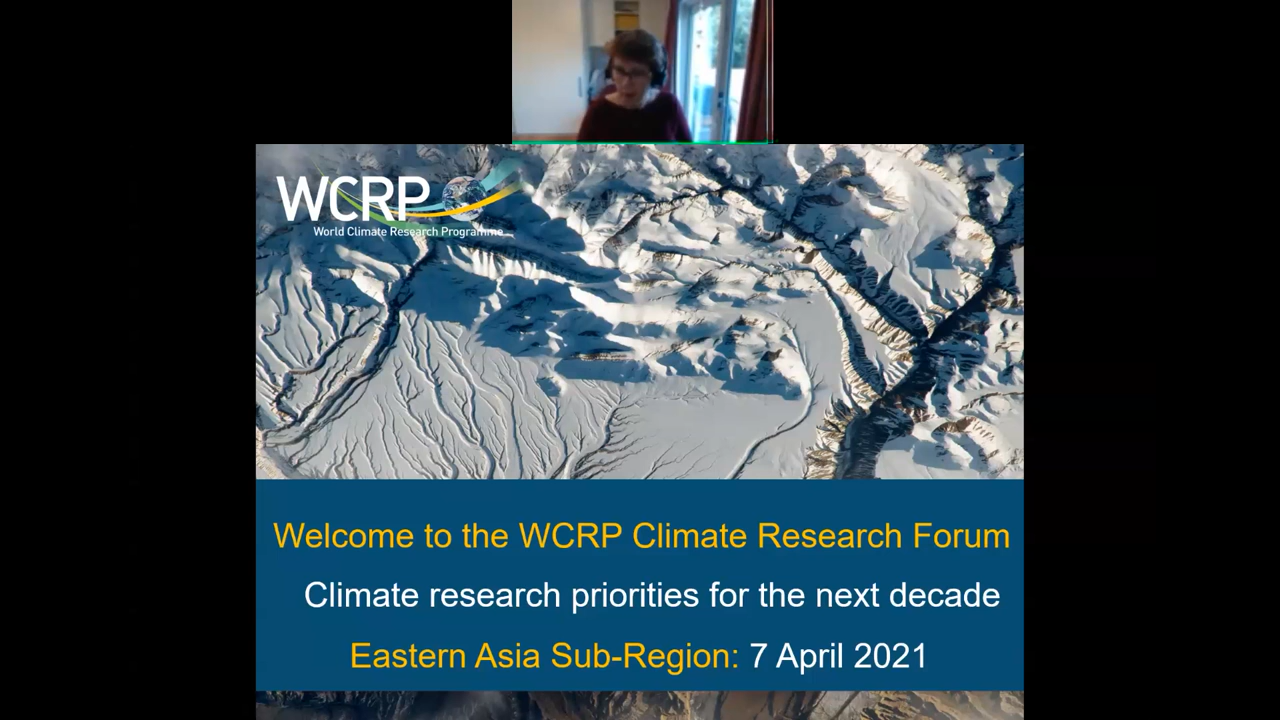 WCRP
World Climate Research Programme
Welcome to the WCRP Climate Research Forum
Climate research priorities for the next decade
Eastern Asia Sub-Region: 7 April 2021